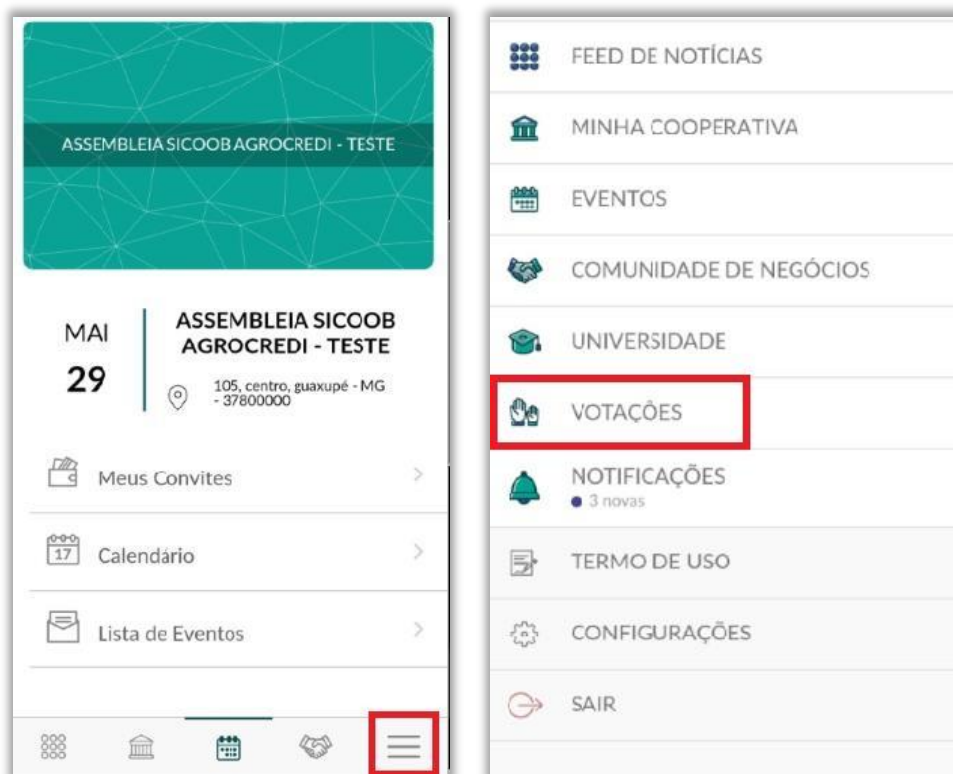 ASSEMBLEIA SICOOB AGROCREDI - TESTE
MAI
29
ASSEMBLEIA SICOOB
AGROCREDI - TESTE
105, centro, guaxupé - MG
- 37800000
Meus Convites
17
Calendário
Lista de Eventos
FEED DE NOTÍCIAS
MINHA COOPERATIVA
EVENTOS
COMUNIDADE DE NEGÓCIOS
UNIVERSIDADE
VOTAÇÕES
NOTIFICAÇÕES
3 novas
TERMO DE USO
CONFIGURAÇÕES
SAIR